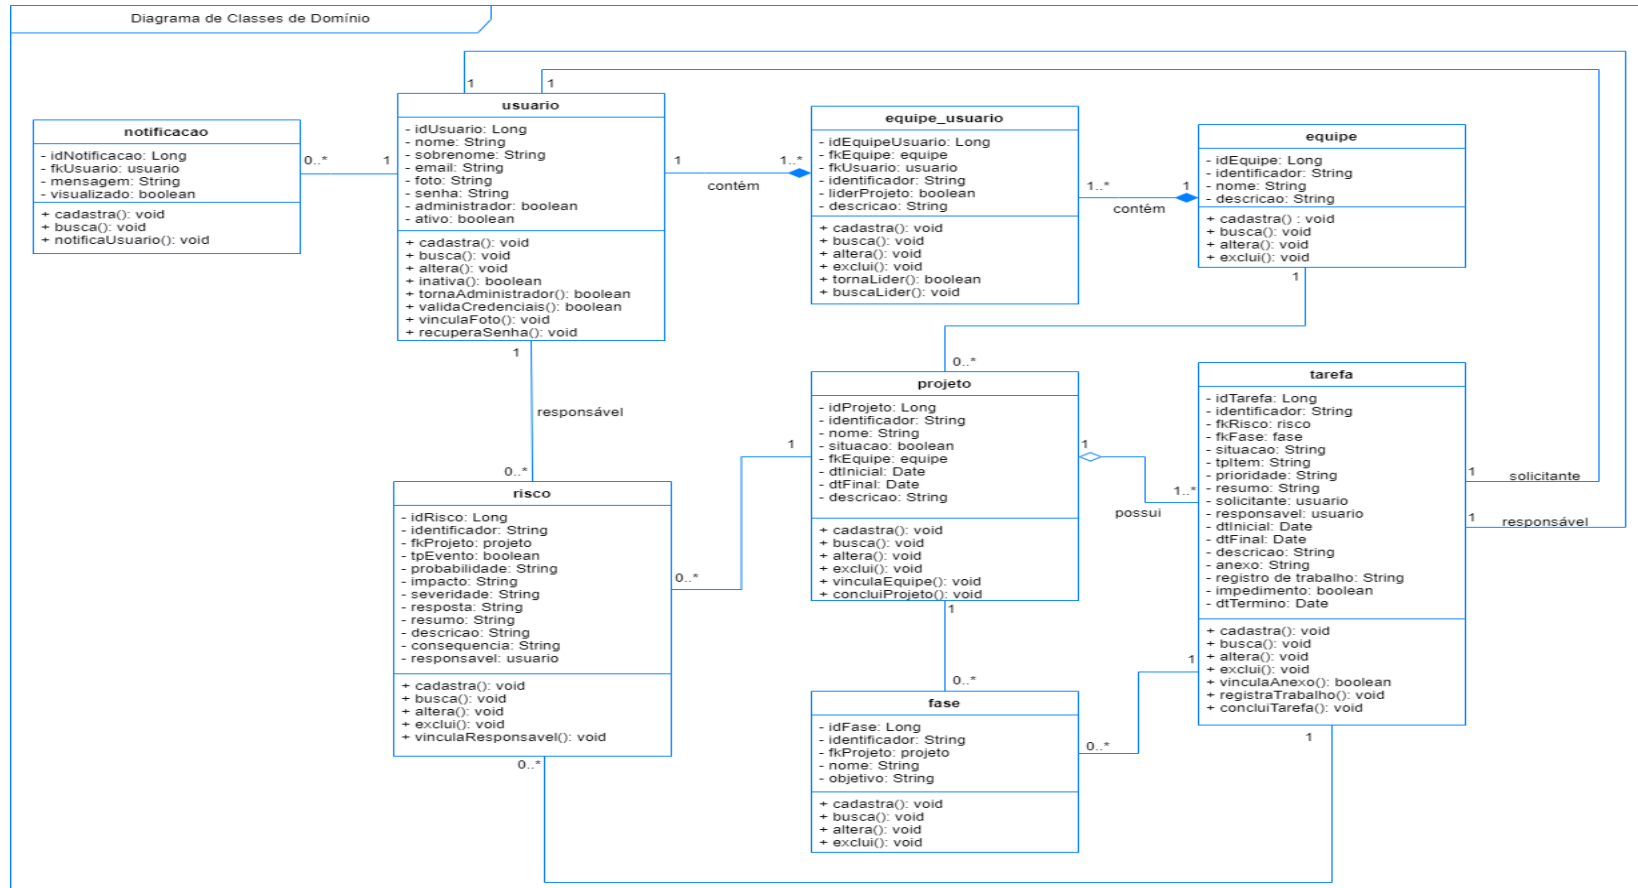 Diagrama de Classes de Domínio
1
1
notificacao
- idNotificacao: Long
- fkUsuario: usuario
- mensagem: String
- visualizado: boolean
+ cadastra(): void
+ busca(): void
+ notificaUsuario(): void
0..*
1
usuario
- idUsuario: Long
- nome: String
- sobrenome: String
- email: String
- foto: String
- senha: String
- administrador: boolean
- ativo: boolean
+ cadastra(): void
+ busca(): void
+ altera(): void
+ inativa(): boolean
+ tornaAdministrador(): boolean
+ validaCredenciais(): boolean
+ vinculaFoto(): void
+ recuperaSenha(): void
1
1..*
contém
equipe_usuario
- idEquipeUsuario: Long
- fkEquipe: equipe
- fkUsuario: usuario
- identificador: String
- liderProjeto: boolean
- descricao: String
+ cadastra(): void
+ busca(): void
+ altera(): void
+ exclui(): void
+ tornaLider(): boolean
+ buscaLider(): void
1..*
1
contém
equipe
- idEquipe: Long
- identificador: String
- nome: String
- descricao: String
+ cadastra() : void
+ busca(): void
+ altera(): void
+ exclui(): void
1
0..*
1
responsável
0..*
risco
- idRisco: Long
- identificador: String
- fkProjeto: projeto
- tpEvento: boolean
- probabilidade: String
- impacto: String
- severidade: String
- resposta: String
- resumo: String
- descricao: String
- consequencia: String
- responsavel: usuario
+ cadastra(): void
+ busca(): void
+ altera(): void
+ exclui(): void
+ vinculaResponsavel(): void
0..*
1
0..*
projeto
- idProjeto: Long
- identificador: String
- nome: String
- situacao: boolean
- fkEquipe: equipe
- dtInicial: Date
- dtFinal: Date
- descricao: String
+ cadastra(): void
+ busca(): void
+ altera(): void
+ exclui(): void
+ vinculaEquipe(): void
+ concluiProjeto(): void
1
1..*
possui
1
0..*
fase
- idFase: Long
- identificador: String
- fkProjeto: projeto
- nome: String
- objetivo: String
+ cadastra(): void
+ busca(): void
+ altera(): void
+ exclui(): void
0..*
1
tarefa
- idTarefa: Long
- identificador: String
- fkRisco: risco
- fkFase: fase
- situacao: String
- tpItem: String
- prioridade: String
- resumo: String
- solicitante: usuario
- responsavel: usuario
- dtInicial: Date
- dtFinal: Date
- descricao: String
- anexo: String
- registro de trabalho: String
- impedimento: boolean
- dtTermino: Date
+ cadastra(): void
+ busca(): void
+ altera(): void
+ exclui(): void
+ vinculaAnexo(): boolean
+ registraTrabalho(): void
+ concluiTarefa(): void
1
1
solicitante
1
responsável